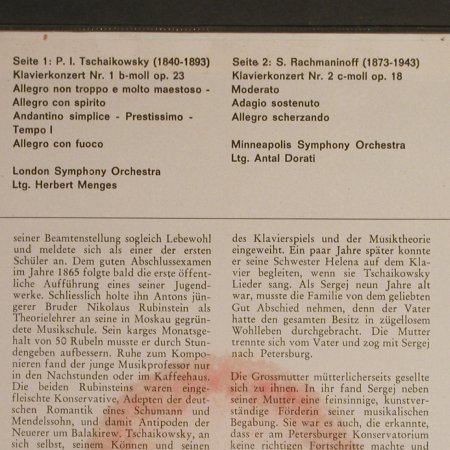 Seite 1: P. I. Tschaikowsky (1840-1893)
Klavierkonzert Nr. 1 b-moll op. 23
Allegro non troppo e molto maestoso -
Allegro con spirito
Andantino simplice - Prestissimo -
Tempo I
Allegro con fuoco
London Symphony Orchestra
Ltg. Herbert Menges
Seite 2: S. Rachmaninoff (1873-1943)
Klavierkonzert Nr. 2 c-moll op. 18
Moderato
Adagio sostenuto
Allegro scherzando
Minneapolis Symphony Orchestra
Ltg. Antal Dorati
seiner Beamtenstellung sogleich Lebewohl
und meldete sich als einer der ersten
Schüler an. Dem guten Abschlussexamen
im Jahre 1865 folgte bald die erste öffent-
liche Aufführung eines seiner Jugend-
werke. Schliesslich holte ihn Antons jün-
gerer Bruder Nikolaus Rubinstein als
Theorielehrer an seine in Moskau gegrün-
dete Musikschule. Sein karges Monatsge-
halt von 50 Rubeln musste er durch Stun-
dengeben aufbessern. Ruhe zum Kompo-
nieren fand der junge Musikprofessor nur
in den Nachtstunden oder im Kaffeehaus.
Die beiden Rubinsteins waren einge-
fleischte Konservative, Adepten der deut-
schen Romantik eines Schumann und
Mendelssohn, und damit Antipoden der
Neuerer um Balakirew. Tschaikowsky, an
sich selbst, seinem Können und seinen
des Klavierspiels und der Musiktheorie
eingeweiht. Ein paar Jahre später konnte
er seine Schwester Helena auf dem Kla-
vier begleiten, wenn sie Tschaikowsky
Lieder sang. Als Sergej neun Jahre alt
war, musste die Familie von dem geliebten
Gut Abschied nehmen, denn der Vater
hatte den gesamten Besitz in zügellosem
Wohlleben durchgebracht. Die Mutter
trennte sich vom Vater und zog mit Sergej
nach Petersburg.
Die Grossmutter mütterlicherseits gesellte
sich zu ihnen. In ihr fand Sergej neben
seiner Mutter eine feinsinnige, kunstver-
ständige Förderin seiner musikalischen
Begabung. Sie war es auch, die erkannte,
dass er am Petersburger Konservatorium
keine richtigen Fortschritte machte und